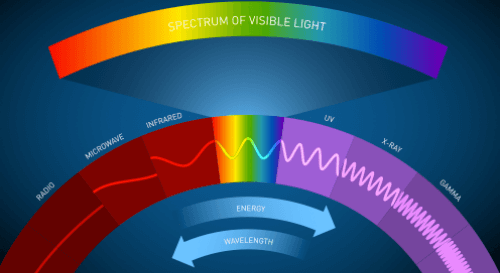 SPECTRUM OF VISIBLE LIGHT
RADIO
MICROWAVE
INFRARED
UV
X-RAY
GAMMA
ENERGY
WAVELENGTH